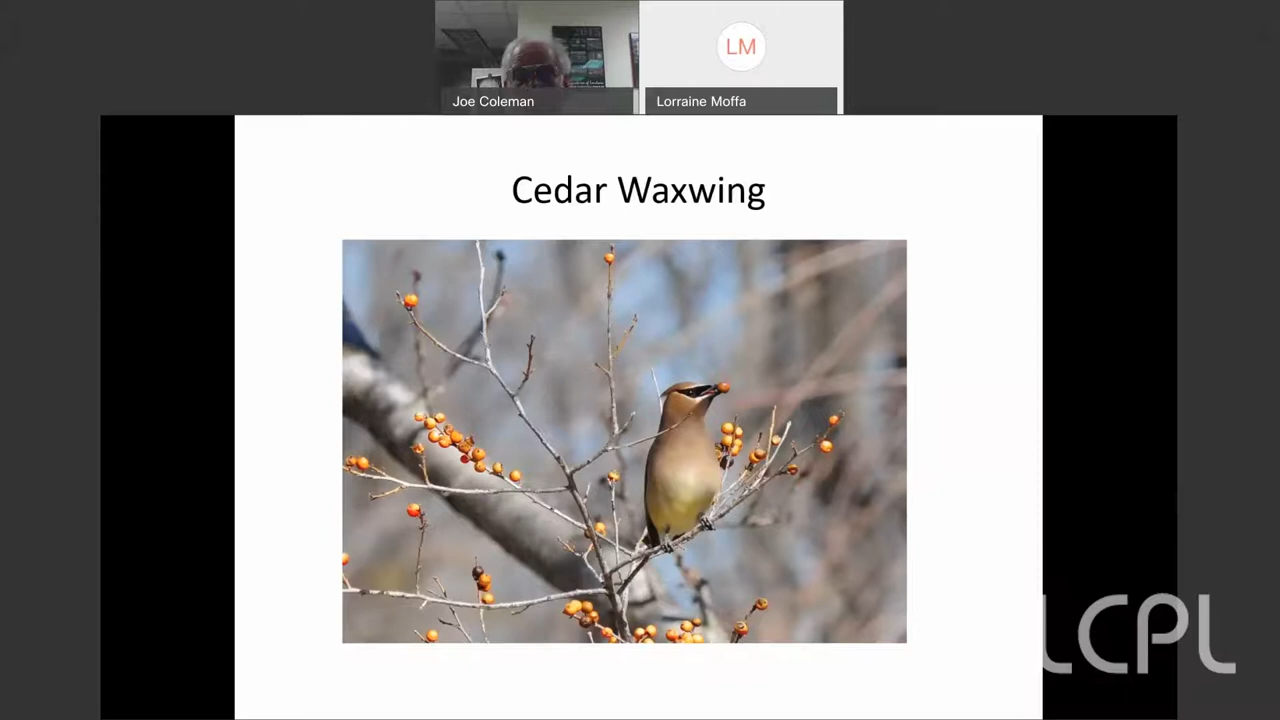 LM
Joe Coleman
Lorraine Moffa
Cedar Waxwing
LCPL